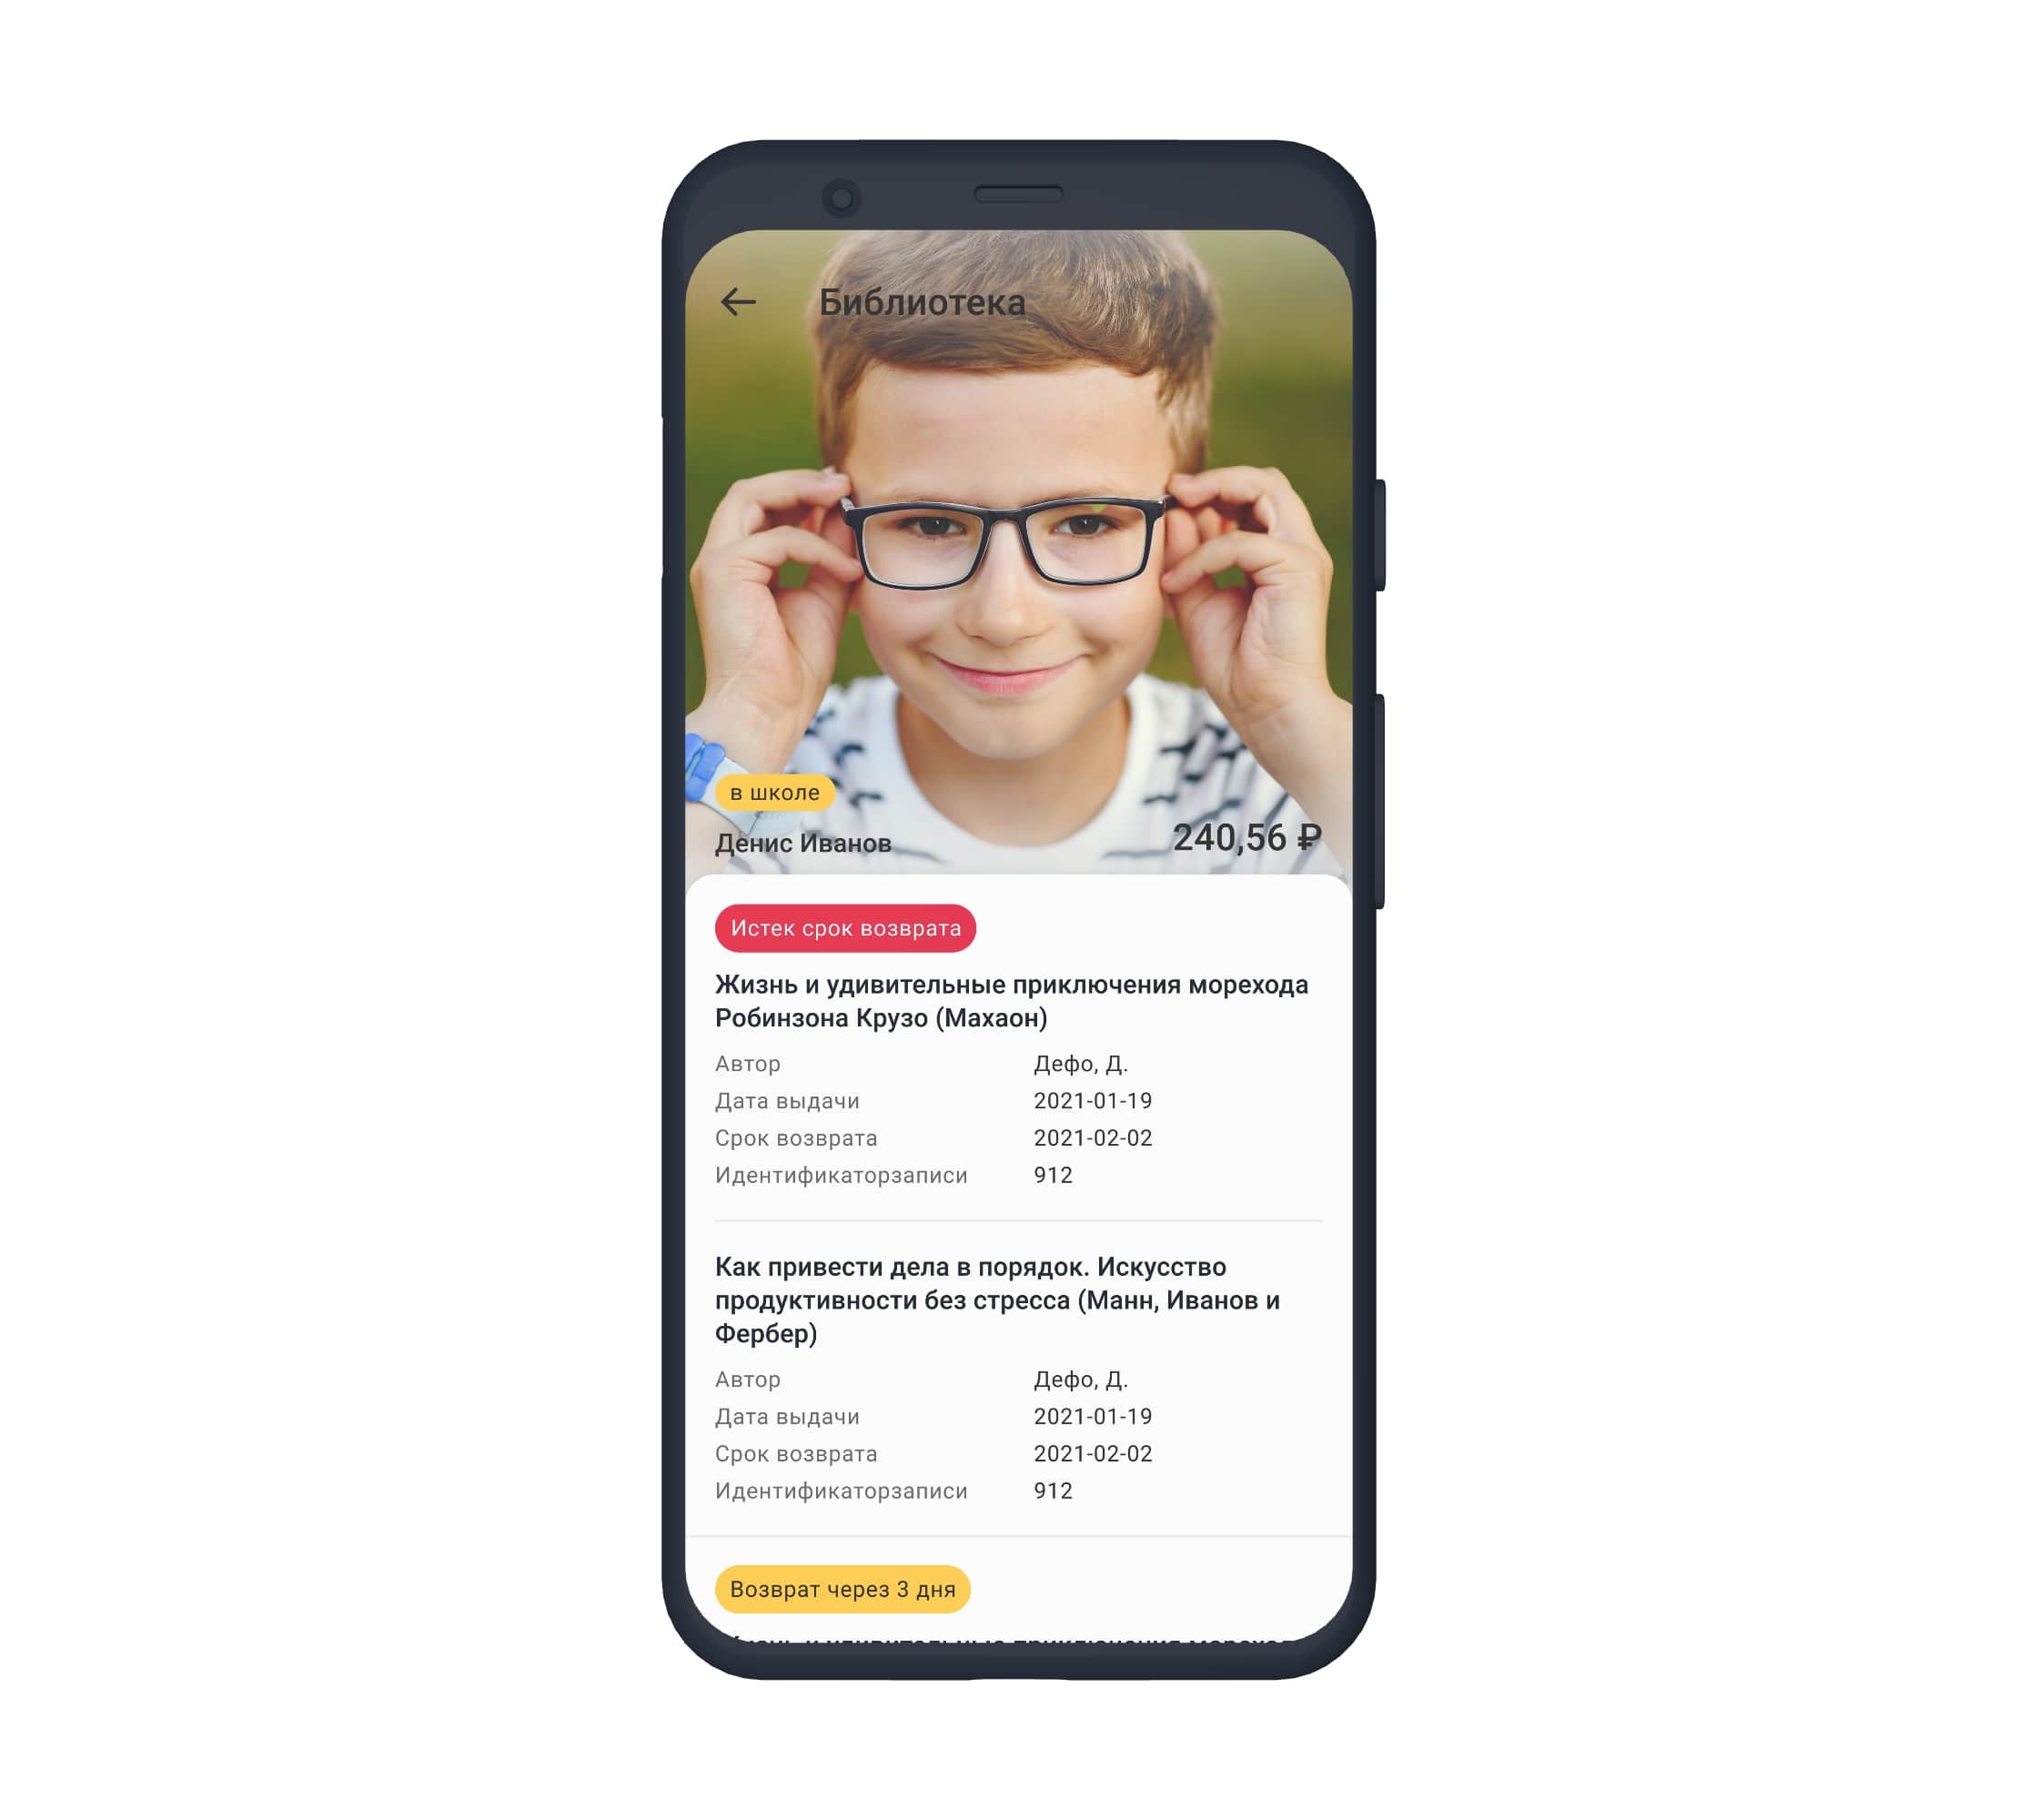 Библиотека
в школе
Денис Иванов
240,56 ₽
Истек срок возврата
Жизнь и удивительные приключения морехода
Робинзона Крузо (Махаон)
Автор Дефо, Д.
Дата выдачи 2021-01-19
Срок возврата 2021-02-02
Идентификаторзаписи 912
Как привести дела в порядок. Искусство
продуктивности без стресса (Манн, Иванов и
Фербер)
Автор Дефо, Д.
Дата выдачи 2021-01-19
Срок возврата 2021-02-02
Идентификаторзаписи 912
Возврат через 3 дня